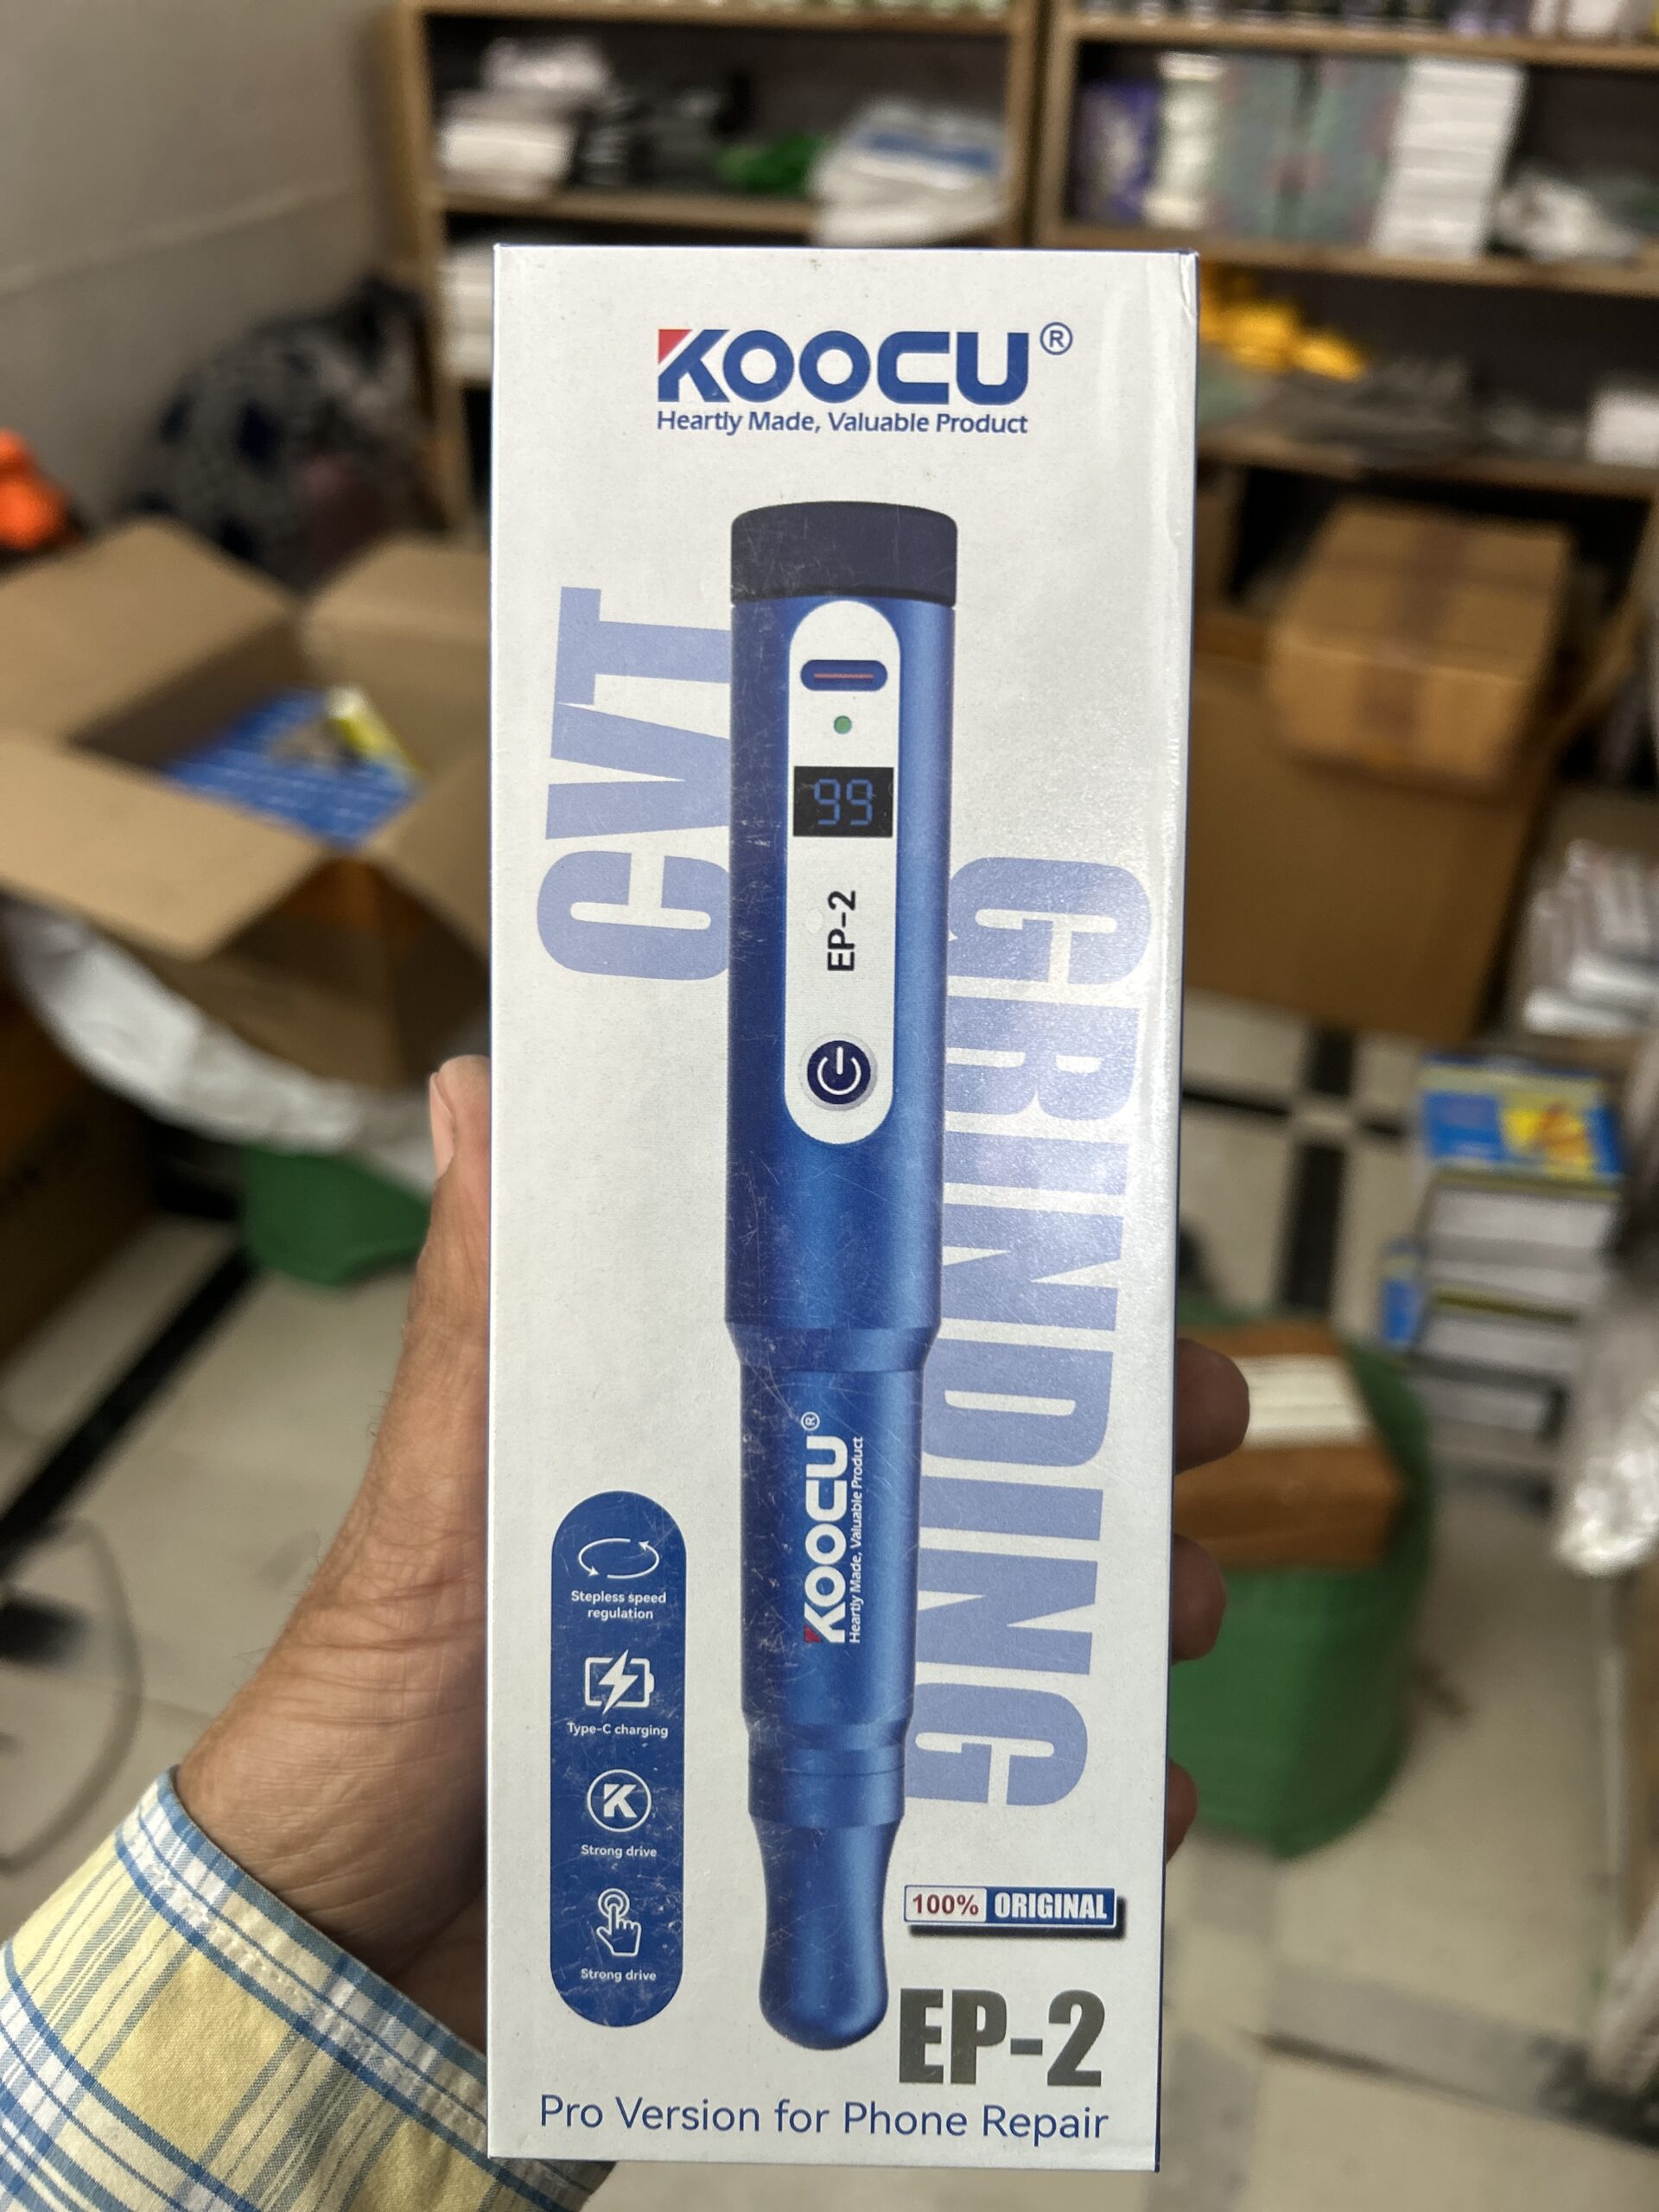 KOOCU®
Heartly Made, Valuable Product
CVT
GRINDING
99
EP-2
KOOCU®
Heartly Made, Valuable Product
Stepless speed
regulation
Type-C charging
K
Strong drive
Strong drive
100% ORIGINAL
EP-2
Pro Version for Phone Repair